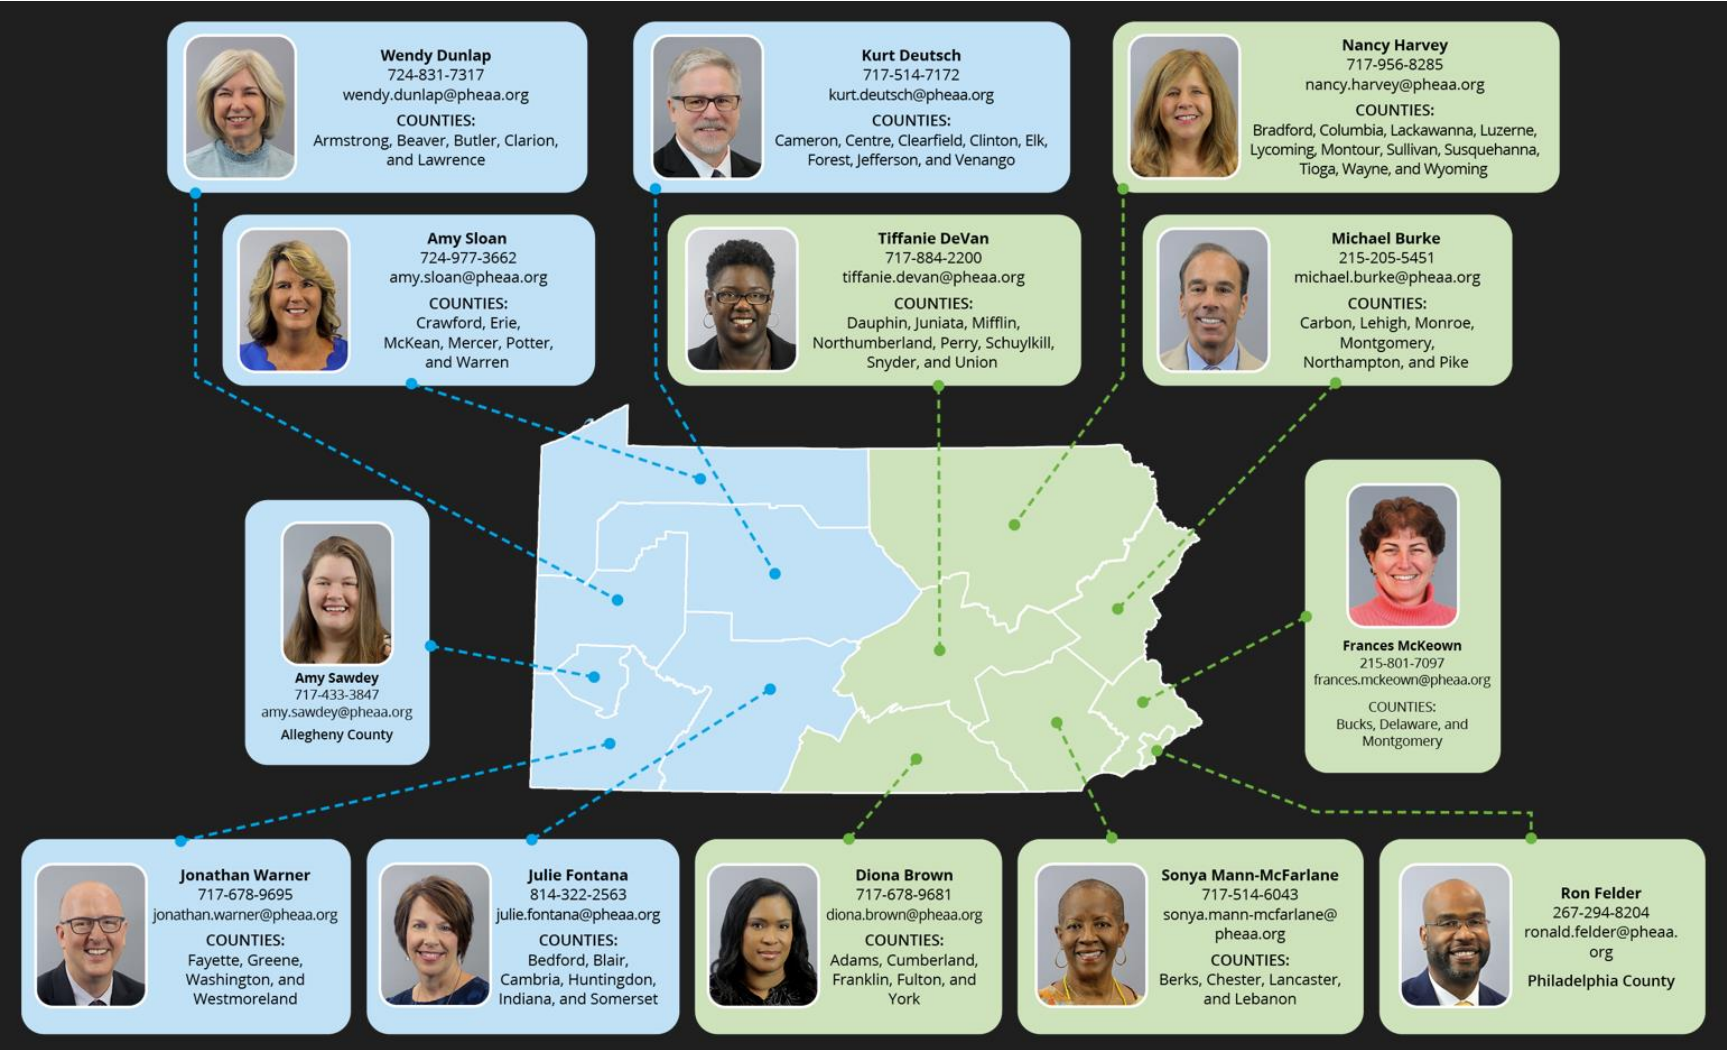 Wendy Dunlap
724-831-7317
wendy.dunlap@pheaa.org
COUNTIES:
Armstrong, Beaver, Butler, Clarion,
and Lawrence
Kurt Deutsch
717-514-7172
kurt.deutsch@pheaa.org
COUNTIES:
Cameron, Centre, Clearfield, Clinton, Elk,
Forest, Jefferson, and Venango
Nancy Harvey
717-956-8285
nancy.harvey@pheaa.org
COUNTIES:
Bradford, Columbia, Lackawanna, Luzerne,
Lycoming, Montour, Sullivan, Susquehanna,
Tioga, Wayne, and Wyoming
Amy Sloan
724-977-3662
amy.sloan@pheaa.org
COUNTIES:
Crawford, Erie,
McKean, Mercer, Potter,
and Warren
Tiffanie DeVan
717-884-2200
tiffanie.devan@pheaa.org
COUNTIES:
Dauphin, Juniata, Mifflin,
Northumberland, Perry, Schuylkill,
Snyder, and Union
Michael Burke
215-205-5451
michael.burke@pheaa.org
COUNTIES:
Carbon, Lehigh, Monroe,
Montgomery,
Northampton, and Pike
Amy Sawdey
717-433-3847
amy.sawdey@pheaa.org
Allegheny County
Frances McKeown
215-801-7097
frances.mckeown@pheaa.org
COUNTIES:
Bucks, Delaware, and
Montgomery
Jonathan Warner
717-678-9695
jonathan.warner@pheaa.org
COUNTIES:
Fayette, Greene,
Washington, and
Westmoreland
Julie Fontana
814-322-2563
julie.fontana@pheaa.org
COUNTIES:
Bedford, Blair,
Cambria, Huntingdon,
Indiana, and Somerset
Diona Brown
717-678-9681
diona.brown@pheaa.org
COUNTIES:
Adams, Cumberland,
Franklin, Fulton, and
York
Sonya Mann-McFarlane
717-514-6043
sonya.mann-mcfarlane@
pheaa.org
COUNTIES:
Berks, Chester, Lancaster,
and Lebanon
Ron Felder
267-294-8204
ronald.felder@pheaa.
org
Philadelphia County